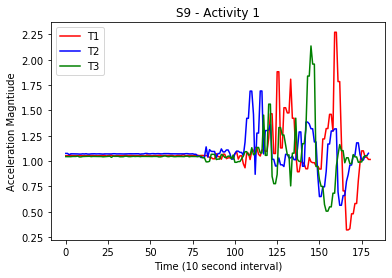 S9 - Activity 1
T1
T2
T3
Acceleration Magntiude
2.25
2.00
1.75
1.50
1.25
1.00
0.75
0.50
0.25
0 25 50 75 100 125 150 175
Time (10 second interval)